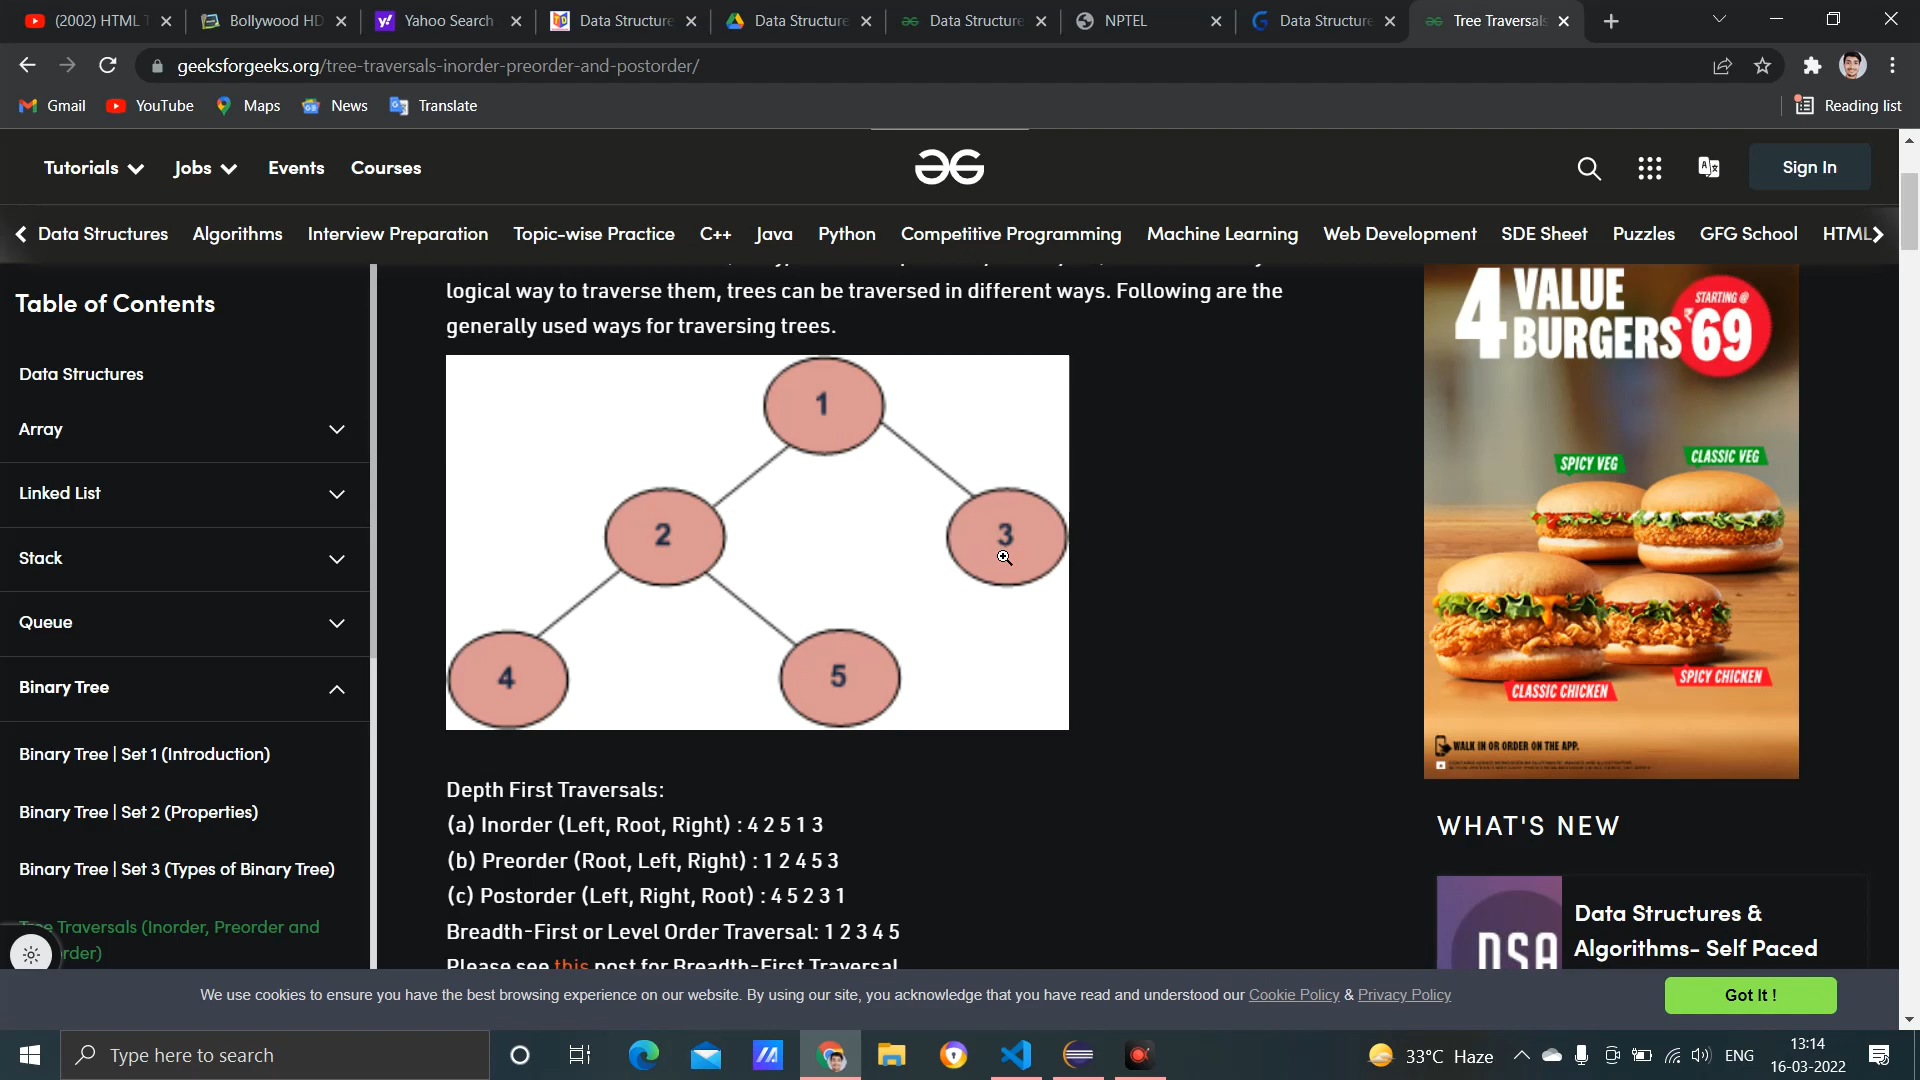 (2002) HTML T
Bollywood HD
Yahoo Search
Data Structure
Data Structure
Data Structure
NPTEL
Data Structure
Tree Traversals
geeksforgeeks.org/tree-traversals-inorder-preorder-and-postorder/
Gmail
YouTube
Maps
News
Translate
Reading list
Tutorials
Jobs
Events
Courses
Sign In
Data Structures
Algorithms
Interview Preparation
Topic-wise Practice
C++
Java
Python
Competitive Programming
Machine Learning
Web Development
SDE Sheet
Puzzles
GFG School
HTML
Table of Contents
Data Structures
Array
Linked List
Stack
Queue
Binary Tree
Binary Tree | Set 1 (Introduction)
Binary Tree | Set 2 (Properties)
Binary Tree | Set 3 (Types of Binary Tree)
Tree Traversals (Inorder, Preorder and
rder)
logical way to traverse them, trees can be traversed in different ways. Following are the
generally used ways for traversing trees.
1
2
3
4
5
Depth First Traversals:
(a) Inorder (Left, Root, Right) : 4 2 5 1 3
(b) Preorder (Root, Left, Right) : 1 2 4 5 3
(c) Postorder (Left, Right, Root) : 4 5 2 3 1
Breadth-First or Level Order Traversal: 1 2 3 4 5
Please see this post for Breadth-First Traversal
4 VALUE
BURGERS
STARTING @
₹69
SPICY VEG
CLASSIC VEG
CLASSIC CHICKEN
SPICY CHICKEN
WALK IN OR ORDER ON THE APP.
WHAT'S NEW
DSA
Data Structures &
Algorithms- Self Paced
We use cookies to ensure you have the best browsing experience on our website. By using our site, you acknowledge that you have read and understood our Cookie Policy & Privacy Policy
Got It !
Type here to search
33°C Haze
ENG
13:14
16-03-2022